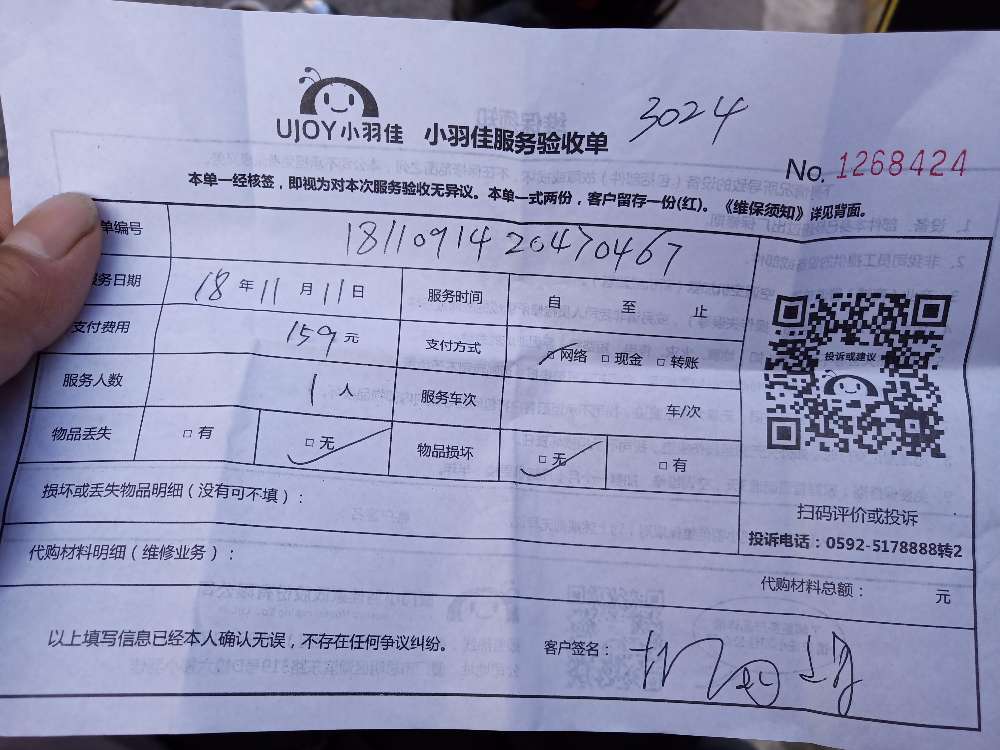 3024
UJOY小羽佳 小羽佳服务验收单
No. 1268424
本单一经核签，即视为对本次服务验收无异议。本单一式两份，客户留存一份(红)。《维保须知》详见背面。
单编号 1811091420470467
服务日期 18年11月11日 服务时间 自 至 止
支付费用 159元 支付方式 □网络 □现金 □转账
服务人数 1人 服务车次 车/次
物品丢失 □有 □无 物品损坏 □无 □有
投诉或建议
损坏或丢失物品明细（没有可不填）：
扫码评价或投诉
投诉电话：0592-5178888转2
代购材料明细（维修业务）：
代购材料总额： 元
以上填写信息已经本人确认无误，不存在任何争议纠纷。
客户签名：